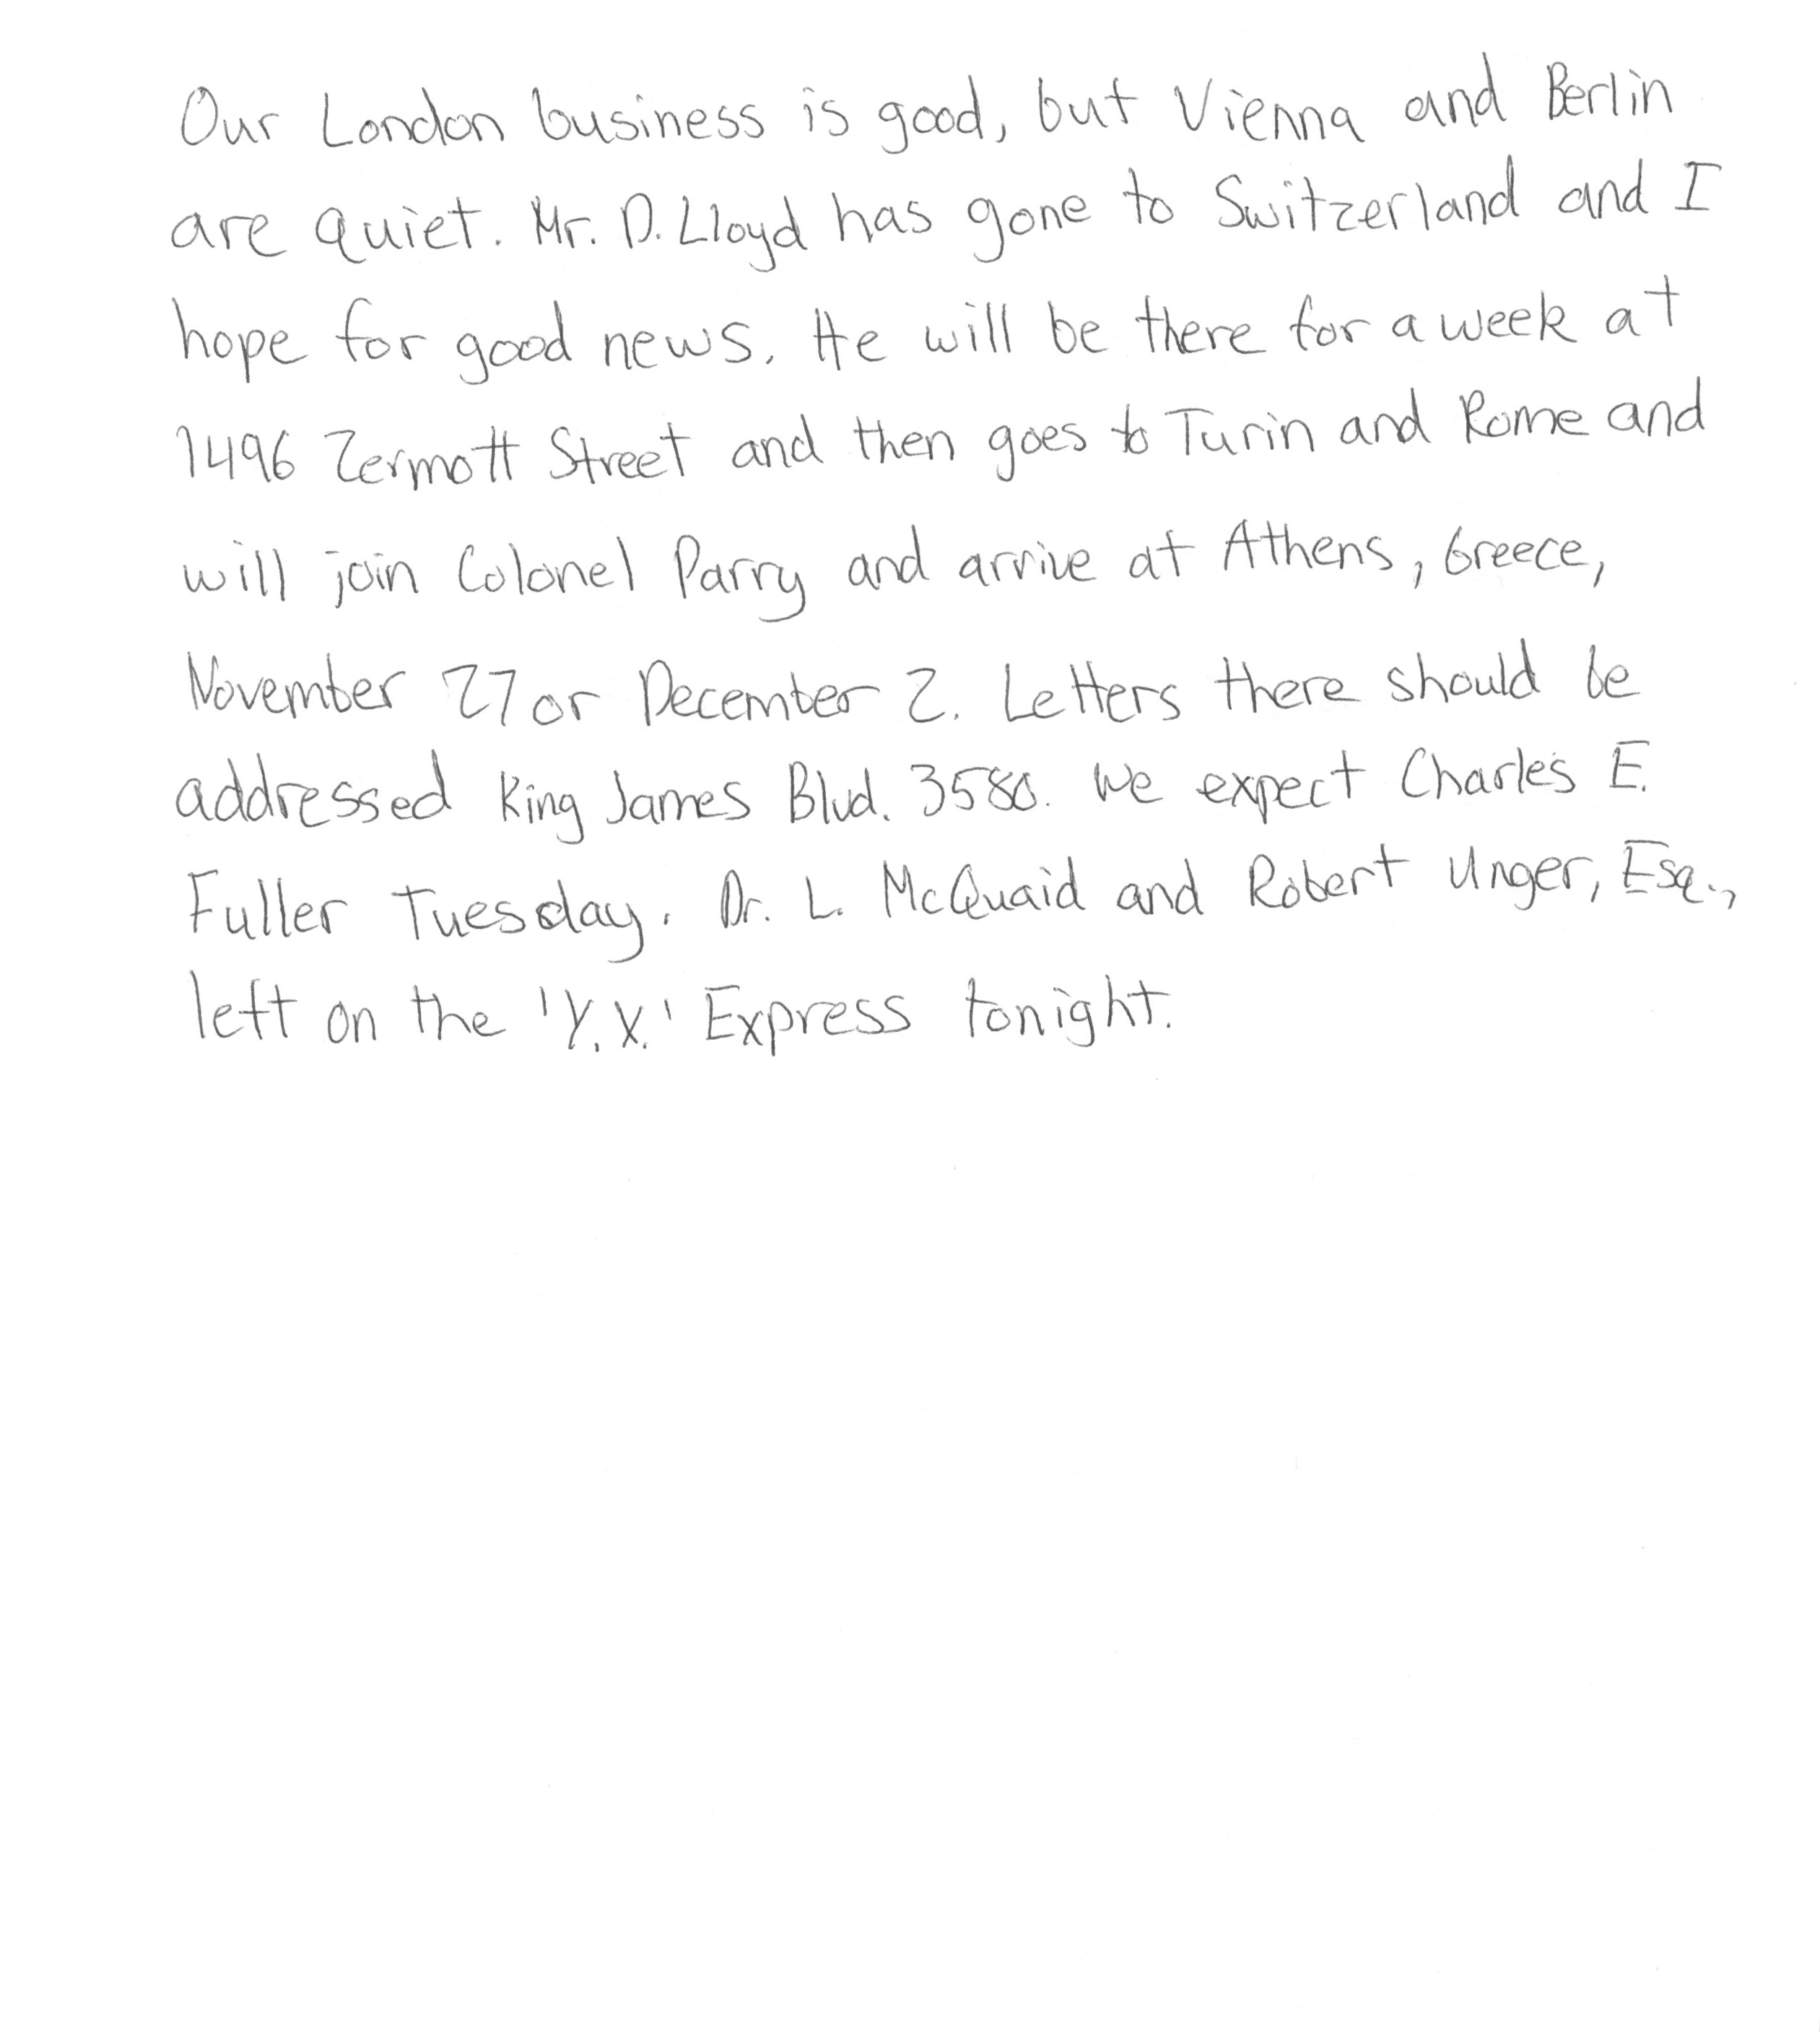 Our London business is good, but Vienna and Berlin
are quiet. Mr. D. Lloyd has gone to Switzerland and I
hope for good news. He will be there for a week at
1496 Zermott Street and then goes to Turin and Rome and
will join Colonel Parry and arrive at Athens, Greece,
November 27 or December 2. Letters there should be
addressed King James Blvd. 3580. We expect Charles E.
Fuller Tuesday. Dr. L. McQuaid and Robert Unger, Esq.,
left on the 'Y.X.' Express tonight.